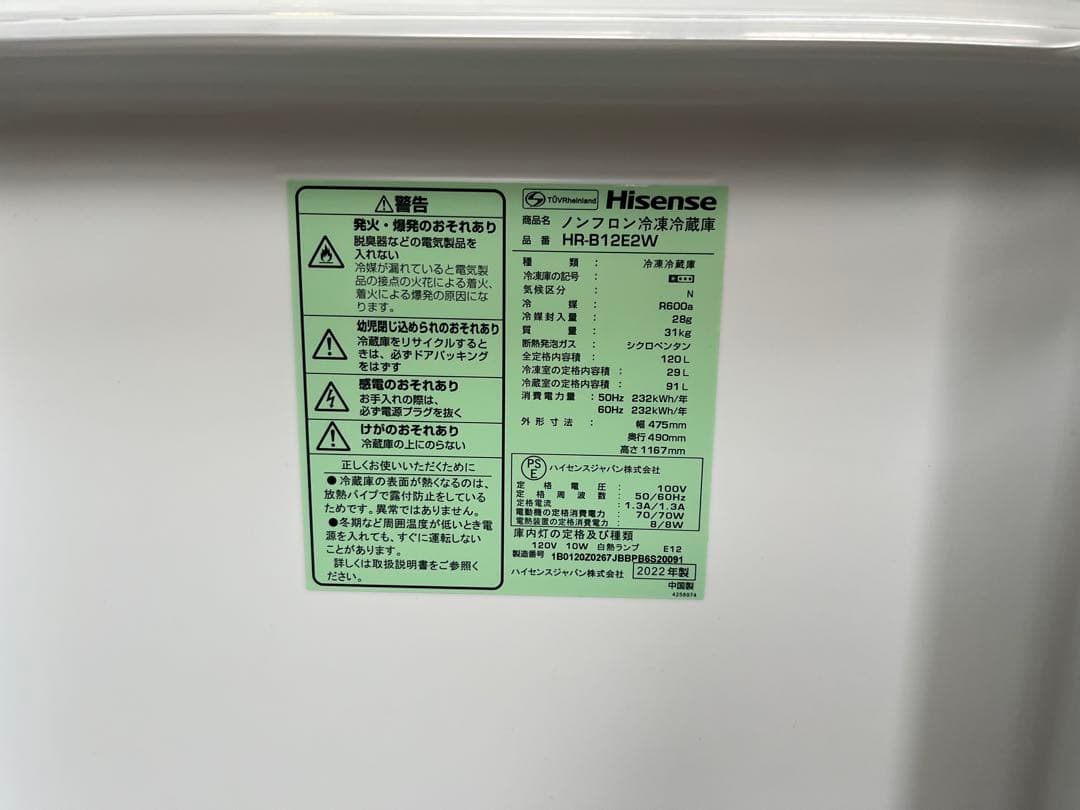 警告
発火・爆発のおそれあり
脱臭器などの電気製品を
入れない
冷媒が漏れていると電気製
品の接点の火花による着火、
着火による爆発の原因にな
ります。
幼児閉じ込められのおそれあり
冷蔵庫をリサイクルすると
きは、必ずドアパッキング
をはずす
感電のおそれあり
お手入れの際は、
必ず電源プラグを抜く
けがのおそれあり
冷蔵庫の上にのらない
正しくお使いいただくために
●冷蔵庫の表面が熱くなるのは、
放熱パイプで露付防止をしている
ためです。異常ではありません。
●冬期など周囲温度が低いとき電
源を入れても、すぐに運転しない
ことがあります。
詳しくは取扱説明書をご参照く
ださい。
TÜVRheinland Hisense
商品名 ノンフロン冷凍冷蔵庫
品番 HR-B12E2W
種類 : 冷凍冷蔵庫
冷凍庫の記号 :
気候区分 : N
冷媒 : R600a
冷媒封入量 : 28g
質量 : 31kg
断熱発泡ガス : シクロペンタン
全定格内容積 : 120L
冷凍室の定格内容積 : 29L
冷蔵室の定格内容積 : 91L
消費電力量 : 50Hz 232kWh/年
60Hz 232kWh/年
外形寸法 : 幅 475mm
奥行 490mm
高さ 1167mm
PSE ハイセンスジャパン株式会社
定格電圧 : 100V
定格周波数 : 50/60Hz
定格電流 : 1.3A/1.3A
電動機の定格消費電力 : 70/70W
電熱装置の定格消費電力 : 8/8W
庫内灯の定格及び種類
120V 10W 白熱ランプ E12
製造番号 1B0120Z0267JBBPB6S20091
ハイセンスジャパン株式会社 2022年製
中国製
4258974